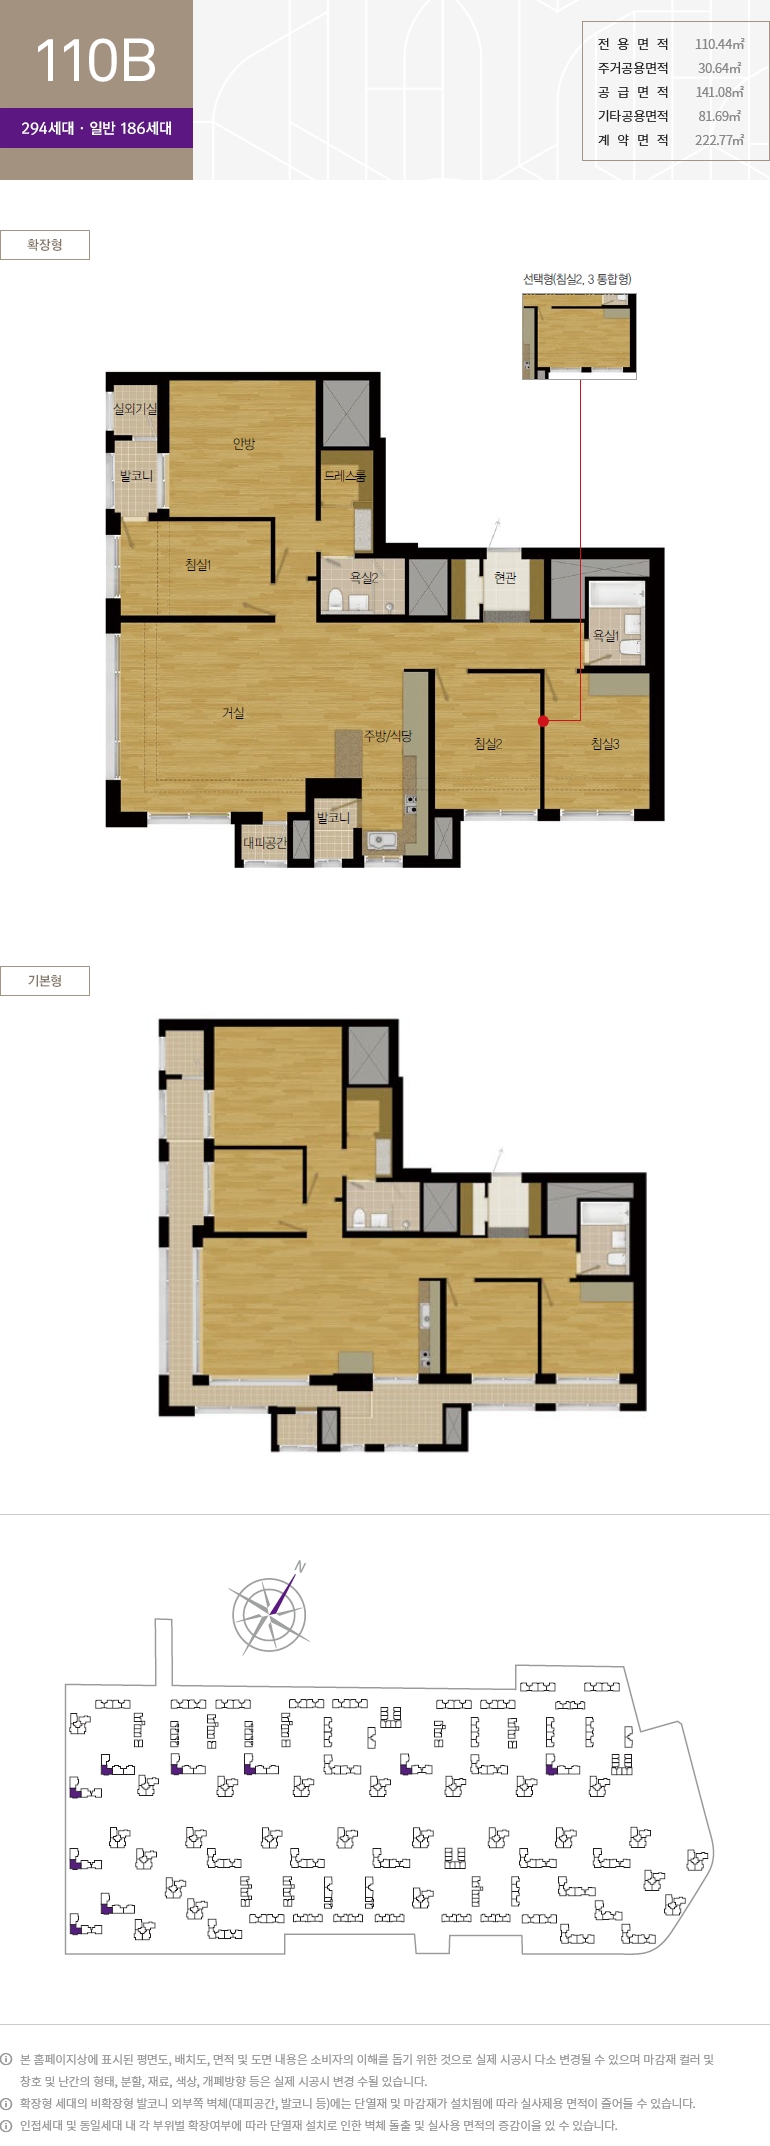 110B
294세대 · 일반 186세대
전 용 면 적 110.44㎡
주거공용면적 30.64㎡
공 급 면 적 141.08㎡
기타공용면적 81.69㎡
계 약 면 적 222.77㎡
확장형
선택형(침실2, 3 통합형)
실외기실
안방
발코니
드레스룸
침실1
욕실2
현관
욕실1
거실
주방/식당
침실2
침실3
발코니
대피공간
기본형
N
본 홈페이지상에 표시된 평면도, 배치도, 면적 및 도면 내용은 소비자의 이해를 돕기 위한 것으로 실제 시공시 다소 변경될 수 있으며 마감재 컬러 및
창호 및 난간의 형태, 분할, 재료, 색상, 개폐방향 등은 실제 시공시 변경 수될 있습니다.
확장형 세대의 비확장형 발코니 외부쪽 벽체(대피공간, 발코니 등)에는 단열재 및 마감재가 설치됨에 따라 실사제용 면적이 줄어들 수 있습니다.
인접세대 및 동일세대 내 각 부위별 확장여부에 따라 단열재 설치로 인한 벽체 돌출 및 실사용 면적의 증감이을 있 수 있습니다.